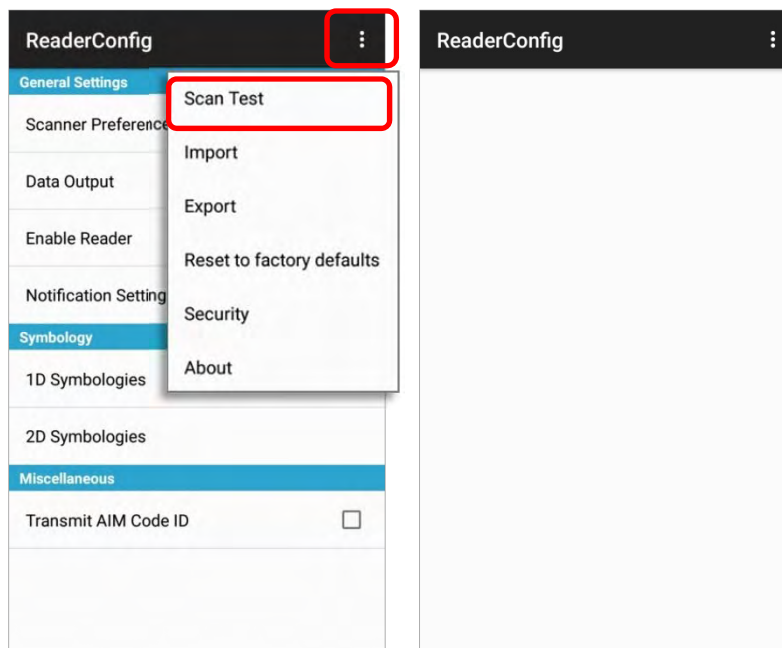 ReaderConfig
General Settings
Scanner Preference
Data Output
Enable Reader
Notification Setting
Symbology
1D Symbologies
2D Symbologies
Miscellaneous
Transmit AIM Code ID
Scan Test
Import
Export
Reset to factory defaults
Security
About
ReaderConfig